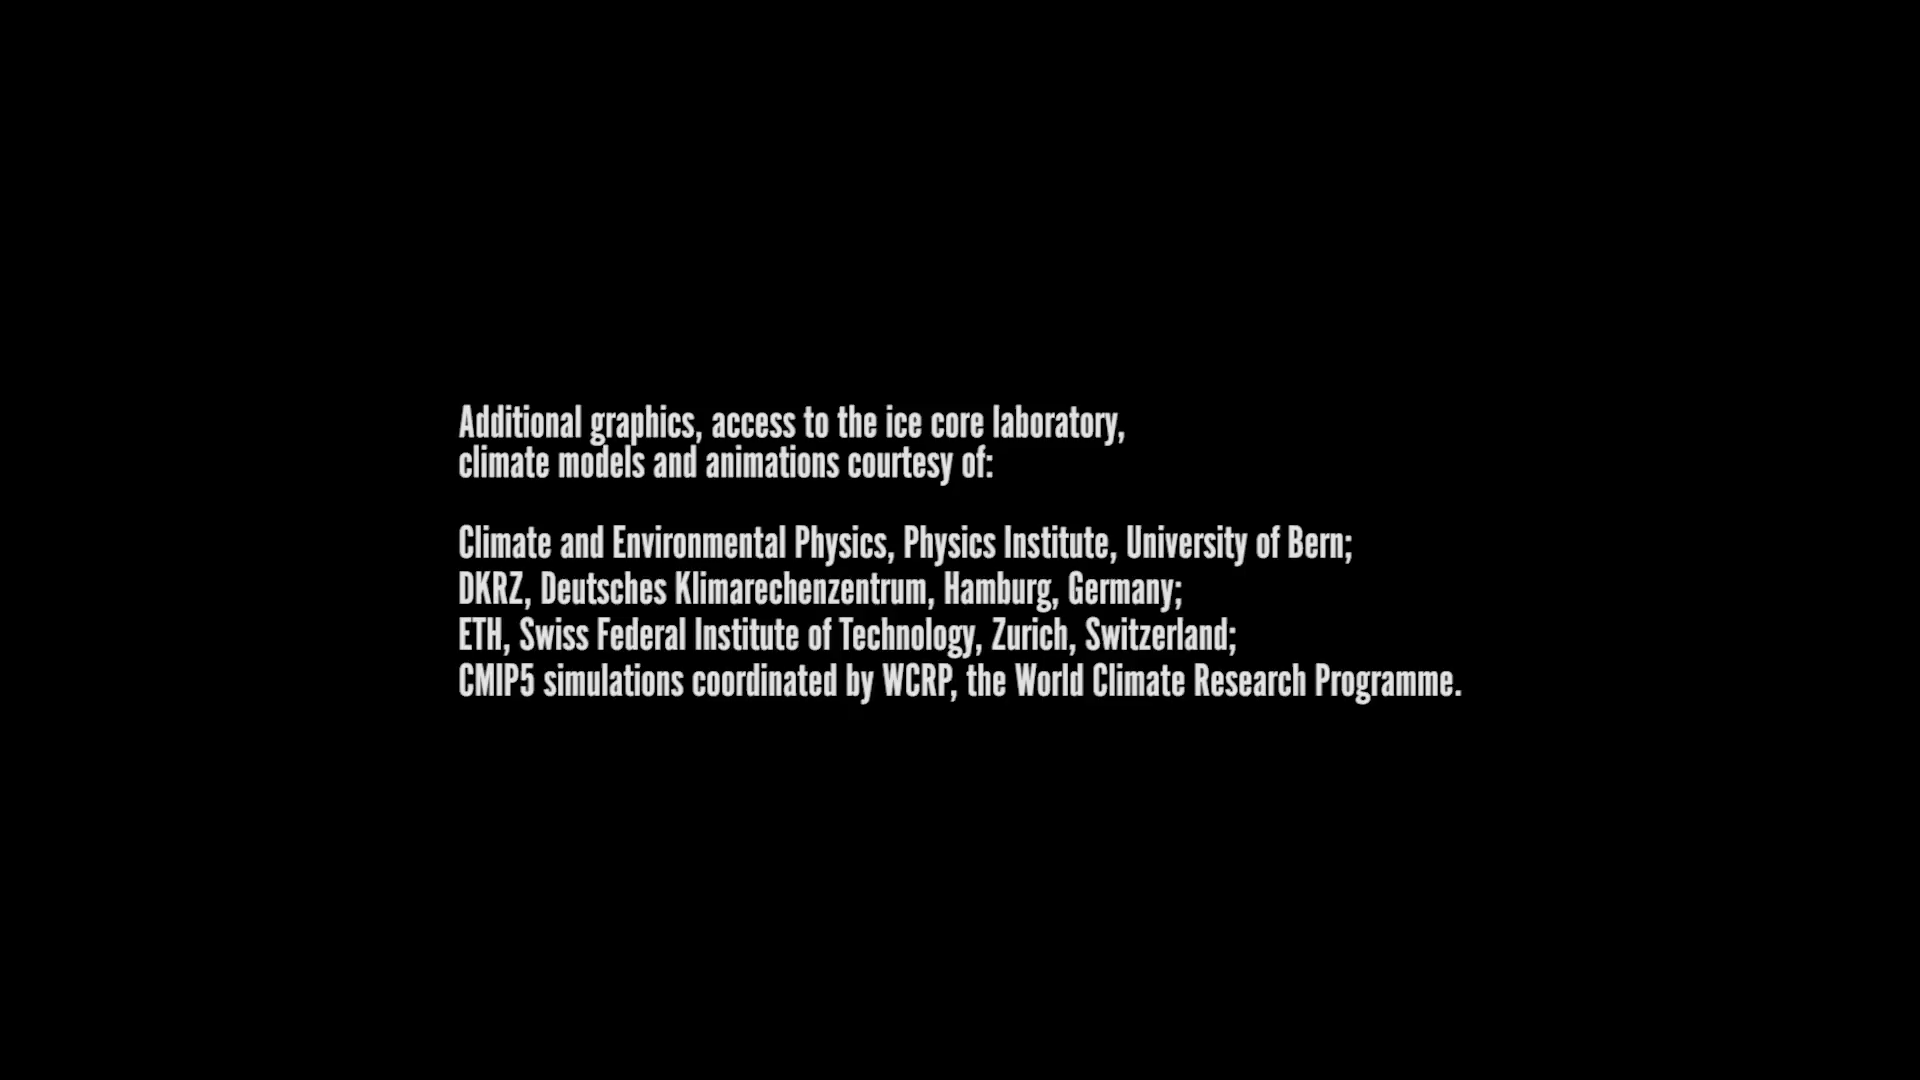 Additional graphics, access to the ice core laboratory,
climate models and animations courtesy of:
Climate and Environmental Physics, Physics Institute, University of Bern;
DKRZ, Deutsches Klimarechenzentrum, Hamburg, Germany;
ETH, Swiss Federal Institute of Technology, Zurich, Switzerland;
CMIP5 simulations coordinated by WCRP, the World Climate Research Programme.